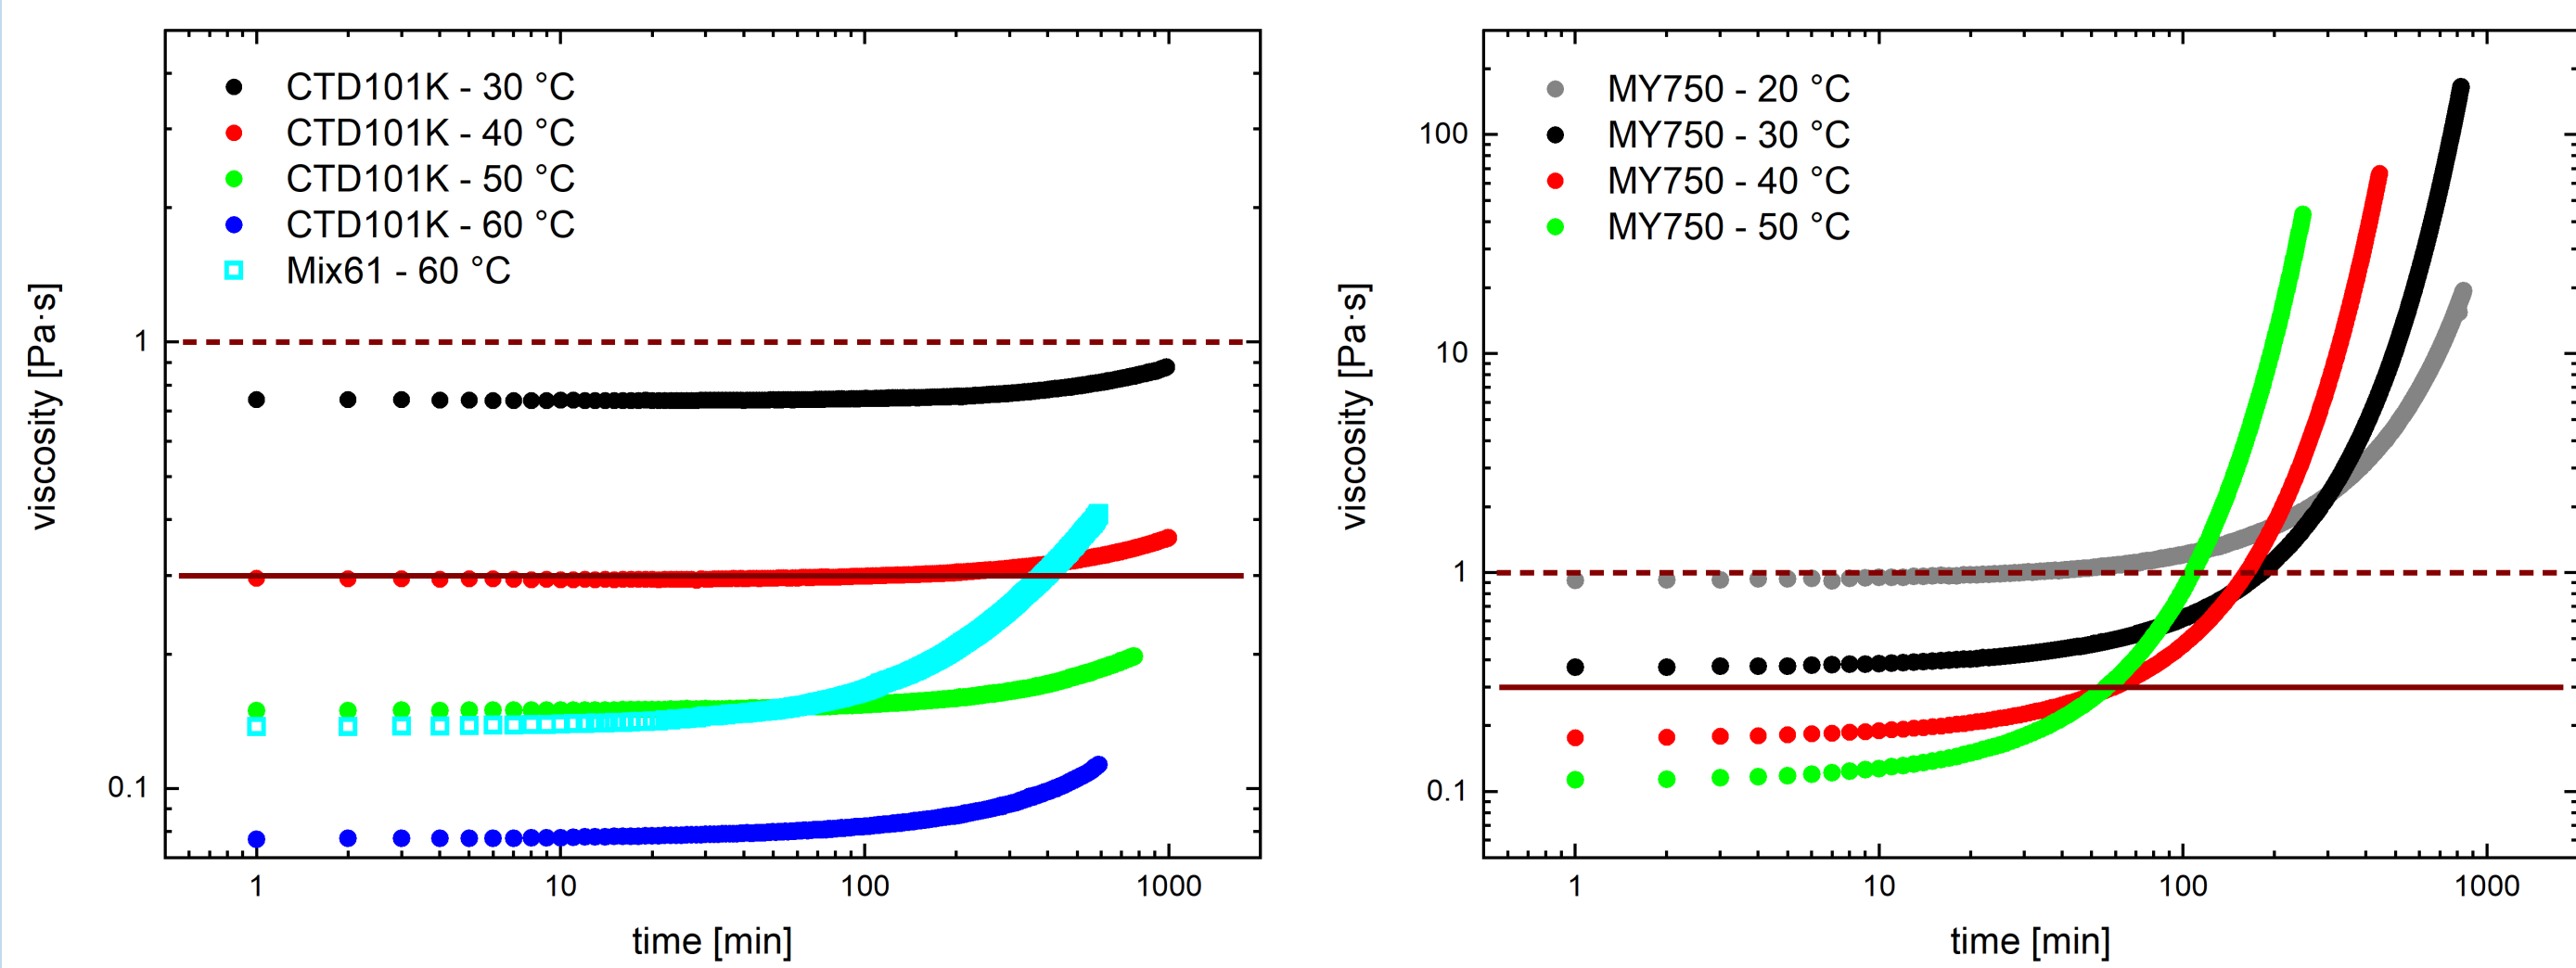 CTD101K - 30 °C
CTD101K - 40 °C
CTD101K - 50 °C
CTD101K - 60 °C
Mix61 - 60 °C
viscosity [Pa·s]
1
0.1
1 10 100 1000
time [min]
MY750 - 20 °C
MY750 - 30 °C
MY750 - 40 °C
MY750 - 50 °C
viscosity [Pa·s]
100
10
1
0.1
1 10 100 1000
time [min]